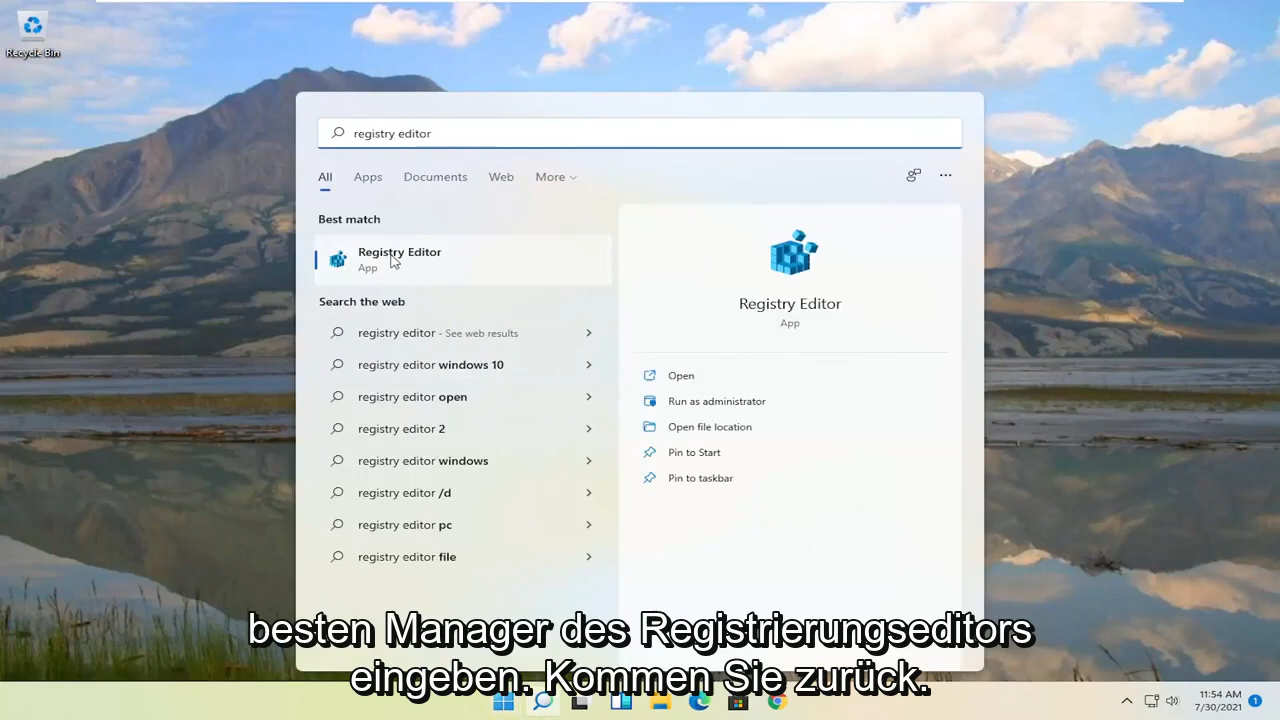 Recycle Bin
registry editor
All Apps Documents Web More
Best match
Registry Editor
App
Search the web
registry editor - See web results
registry editor windows 10
registry editor open
registry editor 2
registry editor windows
registry editor /d
registry editor pc
registry editor file
Registry Editor
App
Open
Run as administrator
Open file location
Pin to Start
Pin to taskbar
besten Manager des Registrierungseditors
eingeben. Kommen Sie zurück.
11:54 AM
7/30/2021
1